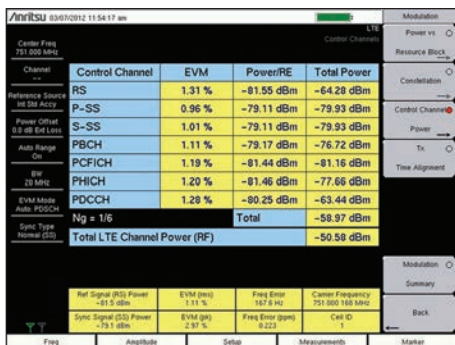 Anritsu 03/07/2012 11:54:17 am
Modulation
LTE
Control Channels
Center Freq
751.000 MHz
Channel
--
Reference Source
Int Std Accy
Power Offset
0.0 dB Ext Loss
Auto Range
On
BW
20 MHz
EVM Mode
Auto: PDSCH
Sync Type
Normal (SS)
Control Channel EVM Power/RE Total Power
RS 1.31 % -81.55 dBm -64.28 dBm
P-SS 0.96 % -79.11 dBm -79.93 dBm
S-SS 1.01 % -79.11 dBm -79.93 dBm
PBCH 1.11 % -79.17 dBm -76.72 dBm
PCFICH 1.19 % -81.44 dBm -81.16 dBm
PHICH 1.20 % -81.46 dBm -77.66 dBm
PDCCH 1.28 % -80.25 dBm -63.44 dBm
Ng = 1/6 Total -58.97 dBm
Total LTE Channel Power (RF) -50.58 dBm
Ref Signal (RS) Power
-81.5 dBm
EVM (rms)
1.11 %
Freq Error
167.6 Hz
Carrier Frequency
751.000 168 MHz
Sync Signal (SS) Power
-79.1 dBm
EVM (pk)
2.97 %
Freq Error (ppm)
0.223
Cell ID
1
Power vs
Resource Block
Constellation
Control Channel
Power
Tx
Time Alignment
Modulation
Summary
Back
Freq Amplitude Setup Measurements Marker